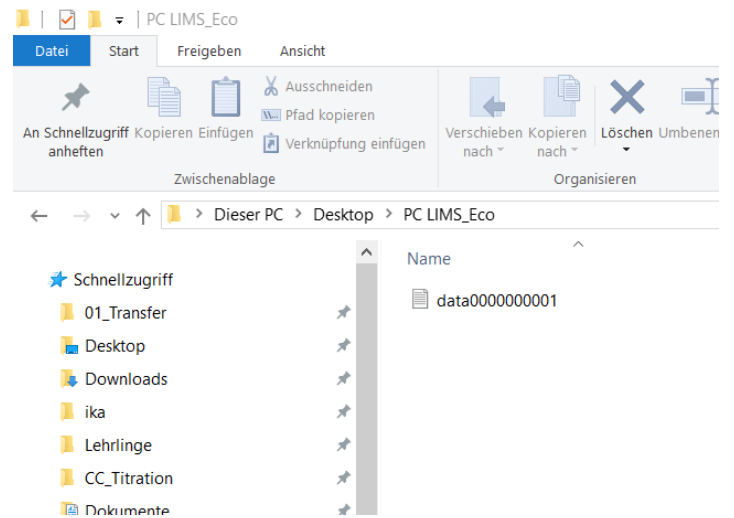 PC LIMS_Eco
Datei Start Freigeben Ansicht
An Schnellzugriff anheften
Kopieren
Einfügen
Ausschneiden
Pfad kopieren
Verknüpfung einfügen
Verschieben nach
Kopieren nach
Löschen
Zwischenablage
Organisieren
Dieser PC > Desktop > PC LIMS_Eco
Schnellzugriff
01_Transfer
Desktop
Downloads
ika
Lehrlinge
CC_Titration
Dokumente
Name
data0000000001